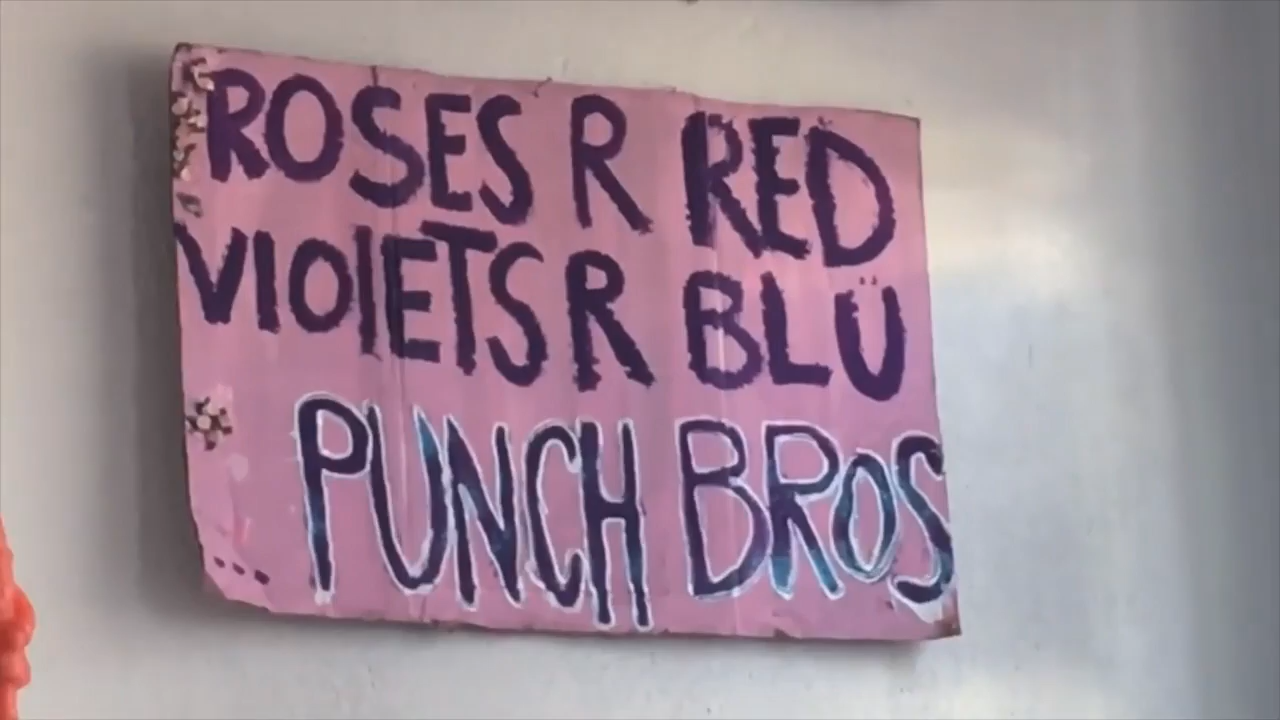 ROSES R RED
VIOlETS R BLÜ
... PUNCH BROS